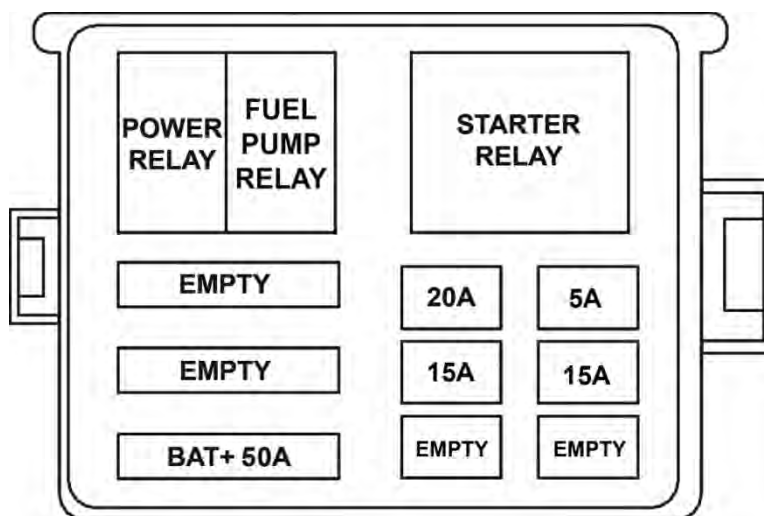 POWER
RELAY
FUEL
PUMP
RELAY
STARTER
RELAY
EMPTY
20A
5A
EMPTY
15A
15A
BAT+ 50A
EMPTY
EMPTY